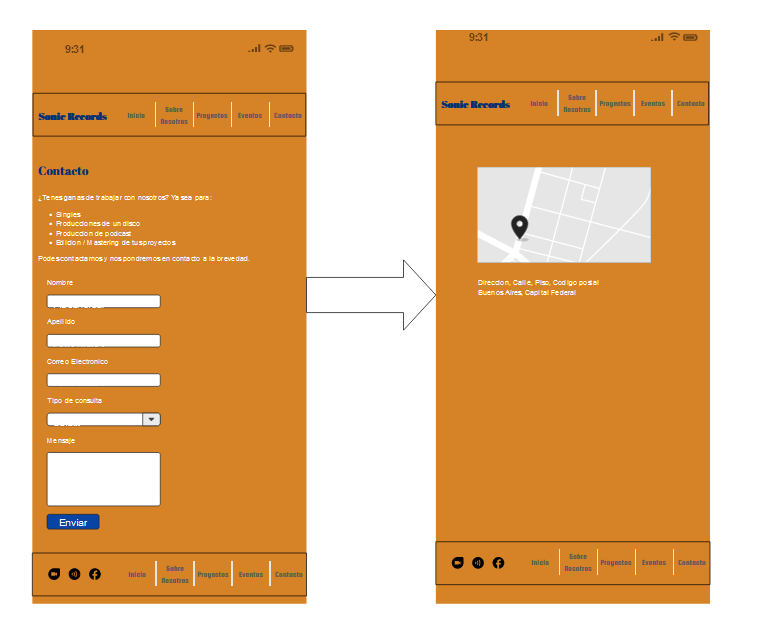 9:31
Sonic Records
Inicio
Sobre
Nosotros
Proyectos
Eventos
Contacto
Contacto
¿Tenes ganas de trabajar con nosotros? Ya sea para:
• Singles
• Producciones de un disco
• Produccion de podcast
• Edicion / Mastering de tus proyectos
Podes contactarnos y nos pondremos en contacto a la brevedad.
Nombre
Apellido
Correo Electronico
Tipo de consulta
Mensaje
Enviar
Inicio
Sobre
Nosotros
Proyectos
Eventos
Contacto
9:31
Sonic Records
Inicio
Sobre
Nosotros
Proyectos
Eventos
Contacto
Direccion, Calle, Piso, Codigo postal
Buenos Aires, Capital Federal
Inicio
Sobre
Nosotros
Proyectos
Eventos
Contacto